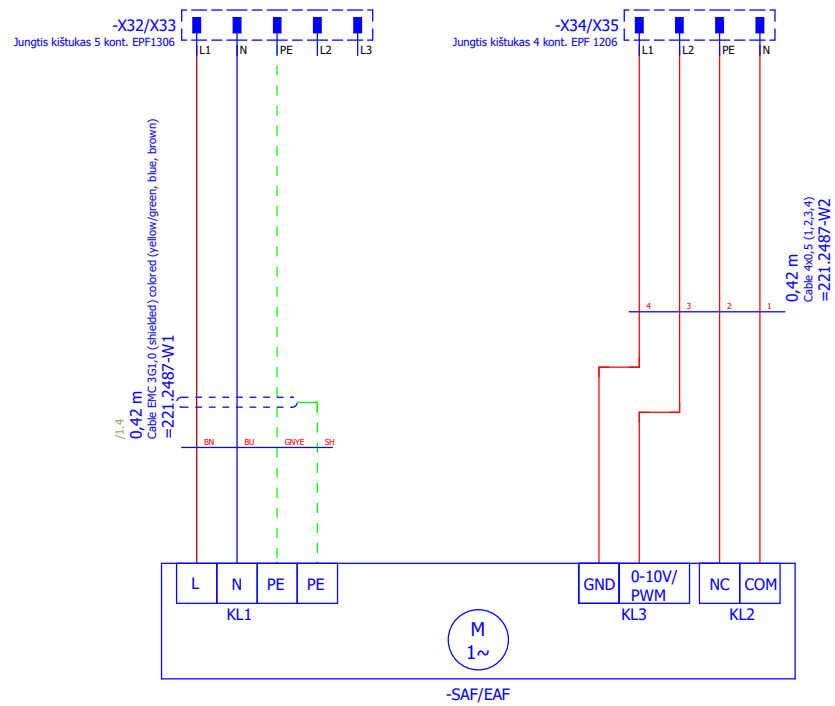 -X32/X33
Jungtis kištukas 5 kont. EPF1306
L1
N
PE
L2
L3
-X34/X35
Jungtis kištukas 4 kont. EPF 1206
L1
L2
PE
N
/1.4
0,42 m
Cable EMC 3G1,0 (shielded) colored (yellow/green, blue, brown)
=221.2487-W1
BN
BU
GNYE
SH
0,42 m
Cable 4x0,5 (1,2,3,4)
=221.2487-W2
4
3
2
1
L
N
PE
PE
KL1
GND
0-10V/
PWM
KL3
NC
COM
KL2
M
1~
-SAF/EAF